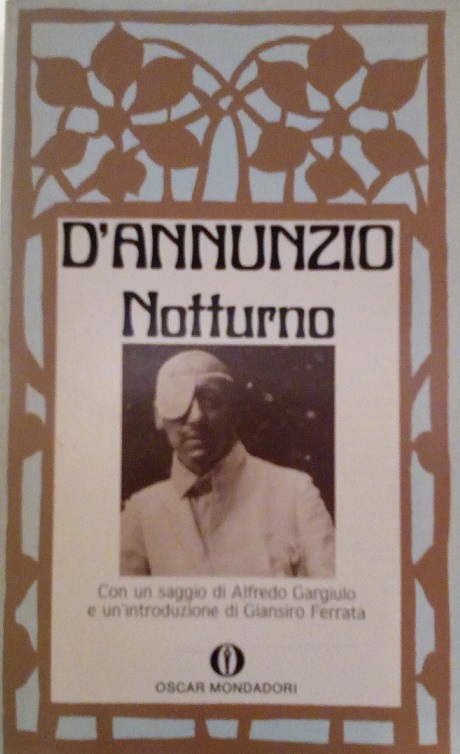 D'ANNUNZIO
Notturno
Con un saggio di Alfredo Gargiulo
e un'introduzione di Giansiro Ferrata
OSCAR MONDADORI